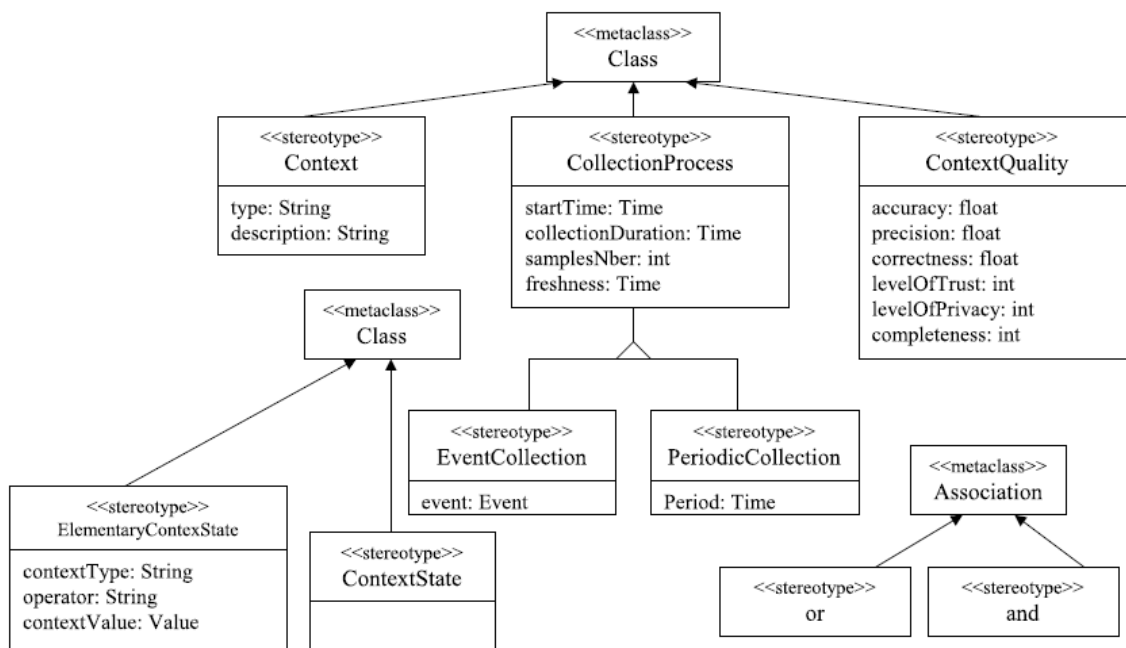 <<metaclass>>
Class
<<stereotype>>
Context
type: String
description: String
<<stereotype>>
CollectionProcess
startTime: Time
collectionDuration: Time
samplesNber: int
freshness: Time
<<stereotype>>
ContextQuality
accuracy: float
precision: float
correctness: float
levelOfTrust: int
levelOfPrivacy: int
completeness: int
<<metaclass>>
Class
<<stereotype>>
EventCollection
event: Event
<<stereotype>>
PeriodicCollection
Period: Time
<<metaclass>>
Association
<<stereotype>>
ElementaryContexState
contextType: String
operator: String
contextValue: Value
<<stereotype>>
ContextState
<<stereotype>>
or
<<stereotype>>
and